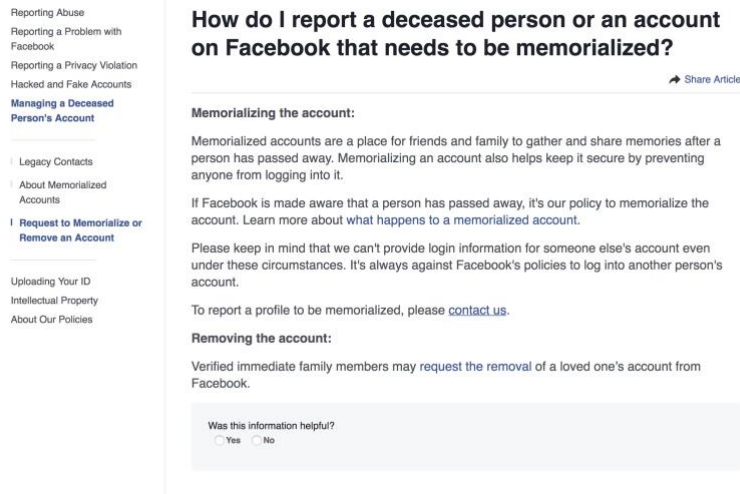 Reporting Abuse
Reporting a Problem with
Facebook
Reporting a Privacy Violation
Hacked and Fake Accounts
Managing a Deceased
Person's Account
Legacy Contacts
About Memorialized
Accounts
Request to Memorialize or
Remove an Account
Uploading Your ID
Intellectual Property
About Our Policies
How do I report a deceased person or an account
on Facebook that needs to be memorialized?
Share Article
Memorializing the account:
Memorialized accounts are a place for friends and family to gather and share memories after a
person has passed away. Memorializing an account also helps keep it secure by preventing
anyone from logging into it.
If Facebook is made aware that a person has passed away, it's our policy to memorialize the
account. Learn more about what happens to a memorialized account.
Please keep in mind that we can't provide login information for someone else's account even
under these circumstances. It's always against Facebook's policies to log into another person's
account.
To report a profile to be memorialized, please contact us.
Removing the account:
Verified immediate family members may request the removal of a loved one's account from
Facebook.
Was this information helpful?
Yes No